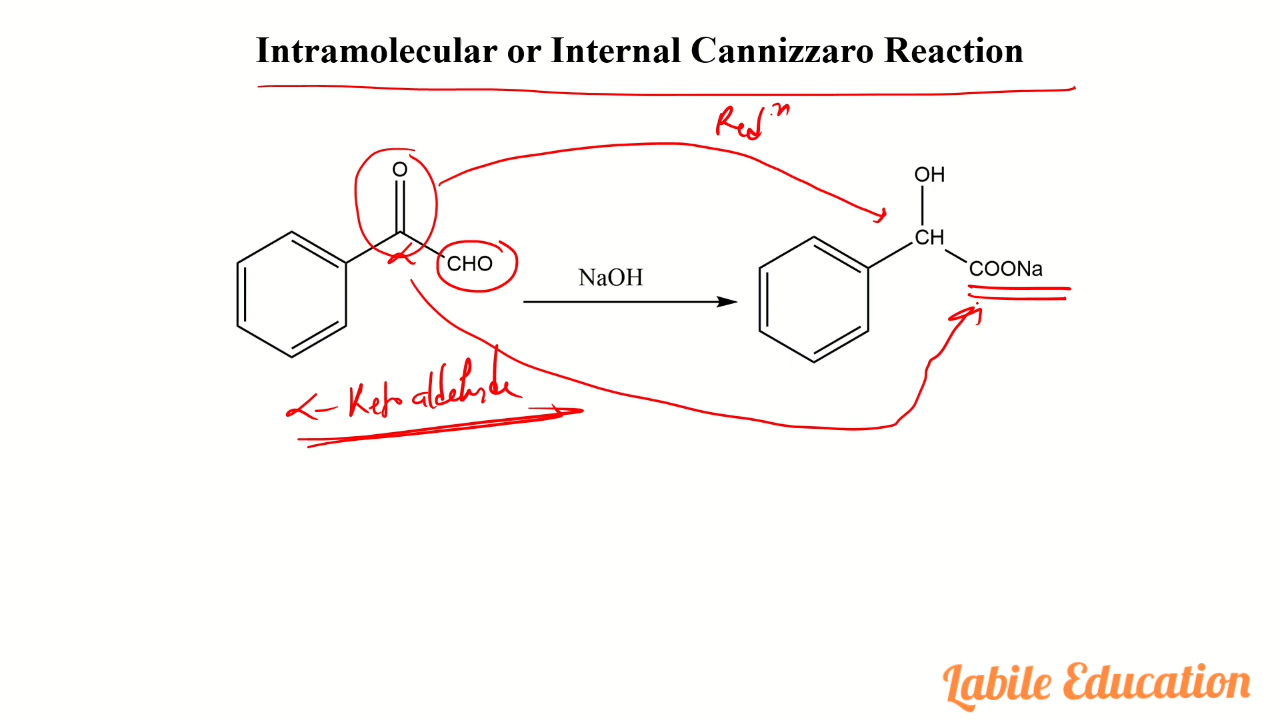 Intramolecular or Internal Cannizzaro Reaction
Redⁿ
O
OH
α
CHO
CH
NaOH
COONa
α- Keto aldehyde
Labile Education